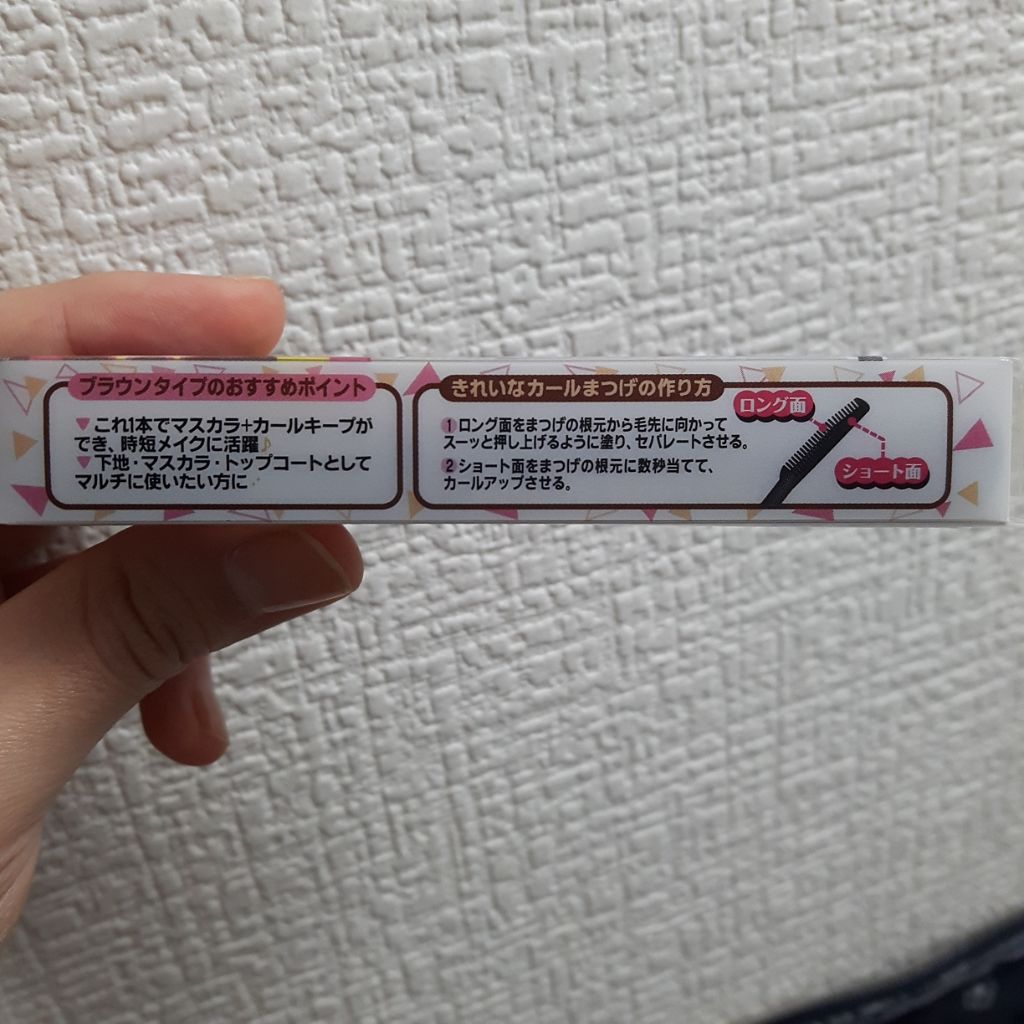 ブラウンタイプのおすすめポイント
▼これ1本でマスカラ+カールキープが
でき、時短メイクに活躍♪
▼下地・マスカラ・トップコートとして
マルチに使いたい方に
きれいなカールまつげの作り方
1 ロング面をまつげの根元から毛先に向かって
スーッと押し上げるように塗り、セパレートさせる。
2 ショート面をまつげの根元に数秒当てて、
カールアップさせる。
ロング面
ショート面